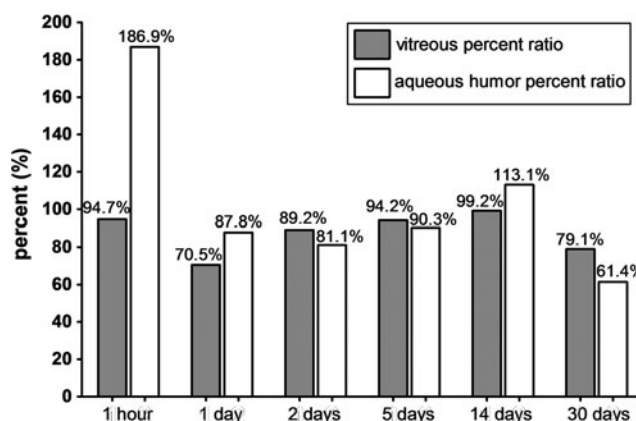 200
180
160
140
120
100
80
60
40
20
0
percent (%)
vitreous percent ratio
aqueous humor percent ratio
94.7%
186.9%
70.5%
87.8%
89.2%
81.1%
94.2%
90.3%
99.2%
113.1%
79.1%
61.4%
1 hour
1 day
2 days
5 days
14 days
30 days